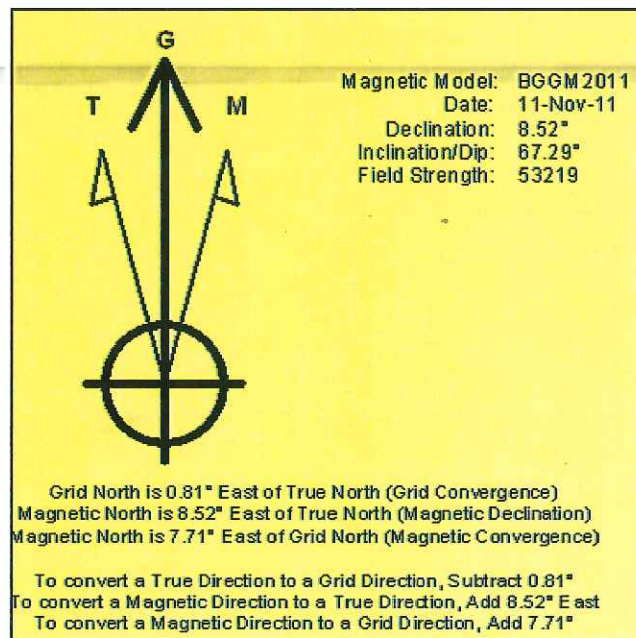 G
T
M
Magnetic Model: BGGM2011
Date: 11-Nov-11
Declination: 8.52°
Inclination/Dip: 67.29°
Field Strength: 53219
Grid North is 0.81° East of True North (Grid Convergence)
Magnetic North is 8.52° East of True North (Magnetic Declination)
Magnetic North is 7.71° East of Grid North (Magnetic Convergence)
To convert a True Direction to a Grid Direction, Subtract 0.81°
To convert a Magnetic Direction to a True Direction, Add 8.52° East
To convert a Magnetic Direction to a Grid Direction, Add 7.71°